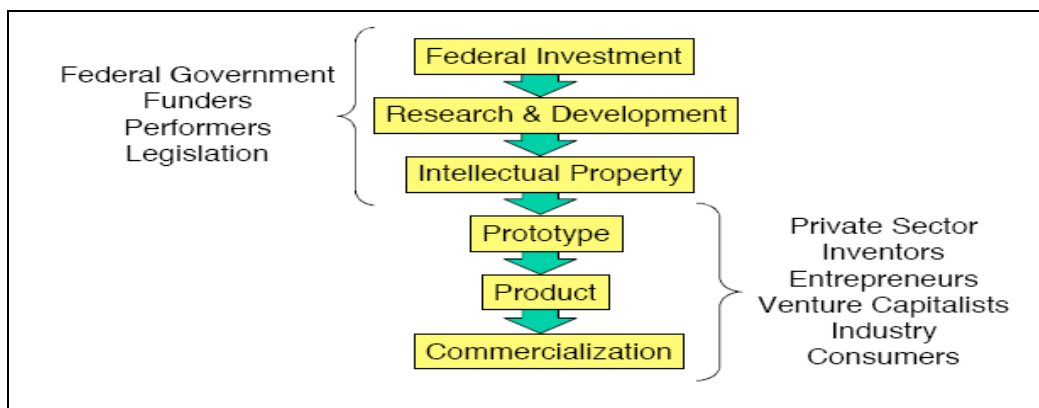 Federal Government
Funders
Performers
Legislation
Federal Investment
Research & Development
Intellectual Property
Prototype
Product
Commercialization
Private Sector
Inventors
Entrepreneurs
Venture Capitalists
Industry
Consumers